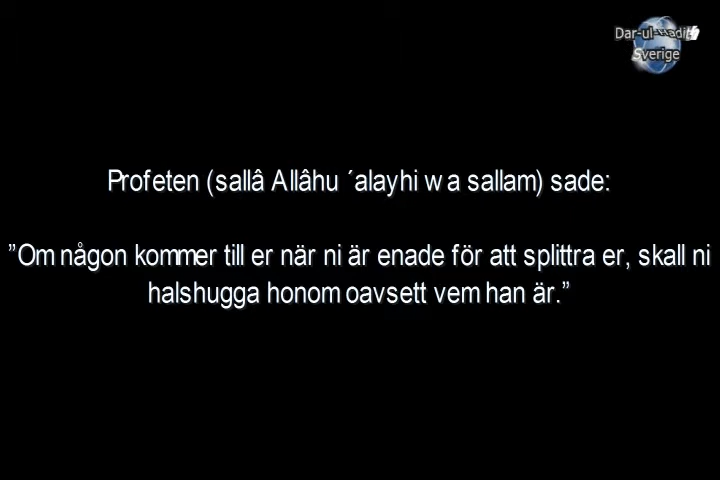 Dar-ul-Hadith
Sverige
Profeten (sallâ Allâhu ´alayhi wa sallam) sade:
”Om någon kommer till er när ni är enade för att splittra er, skall ni
halshugga honom oavsett vem han är.”